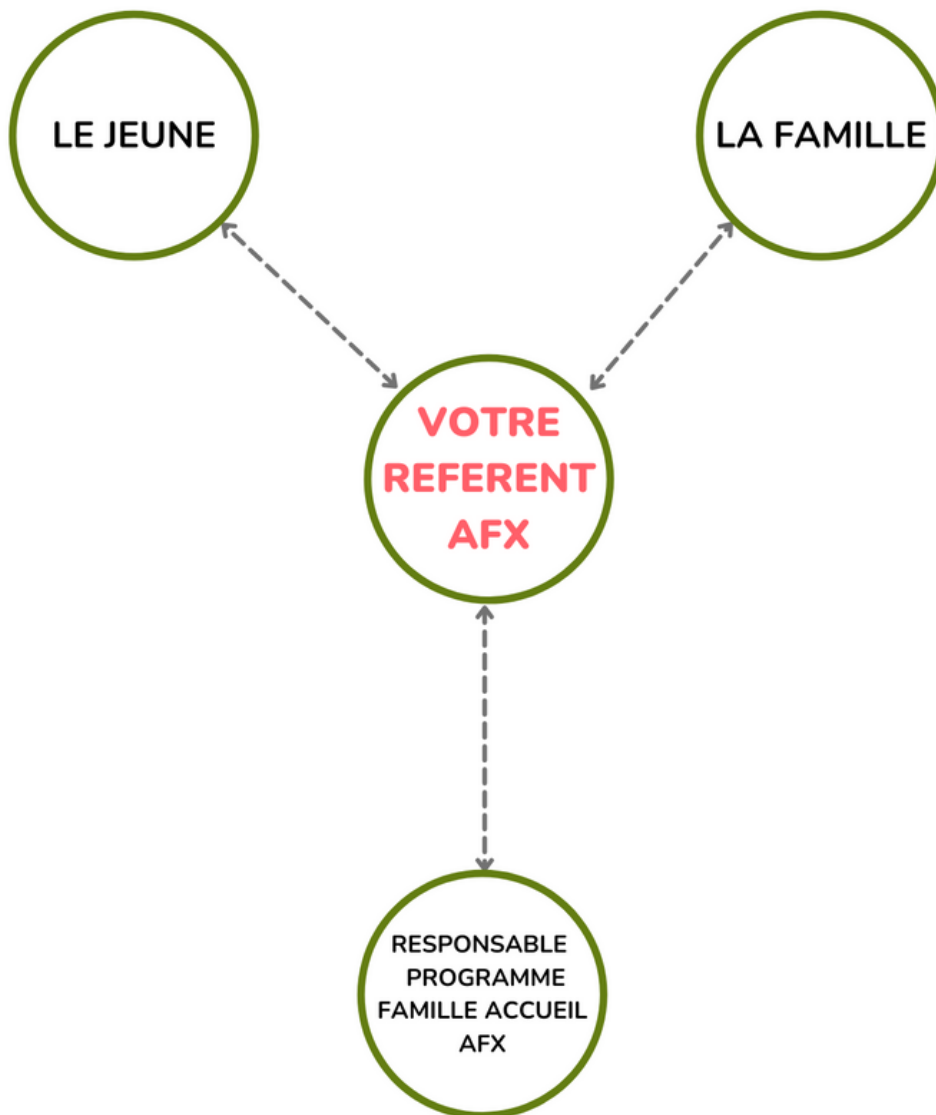 LE JEUNE
LA FAMILLE
VOTRE
REFERENT
AFX
RESPONSABLE
PROGRAMME
FAMILLE ACCUEIL
AFX